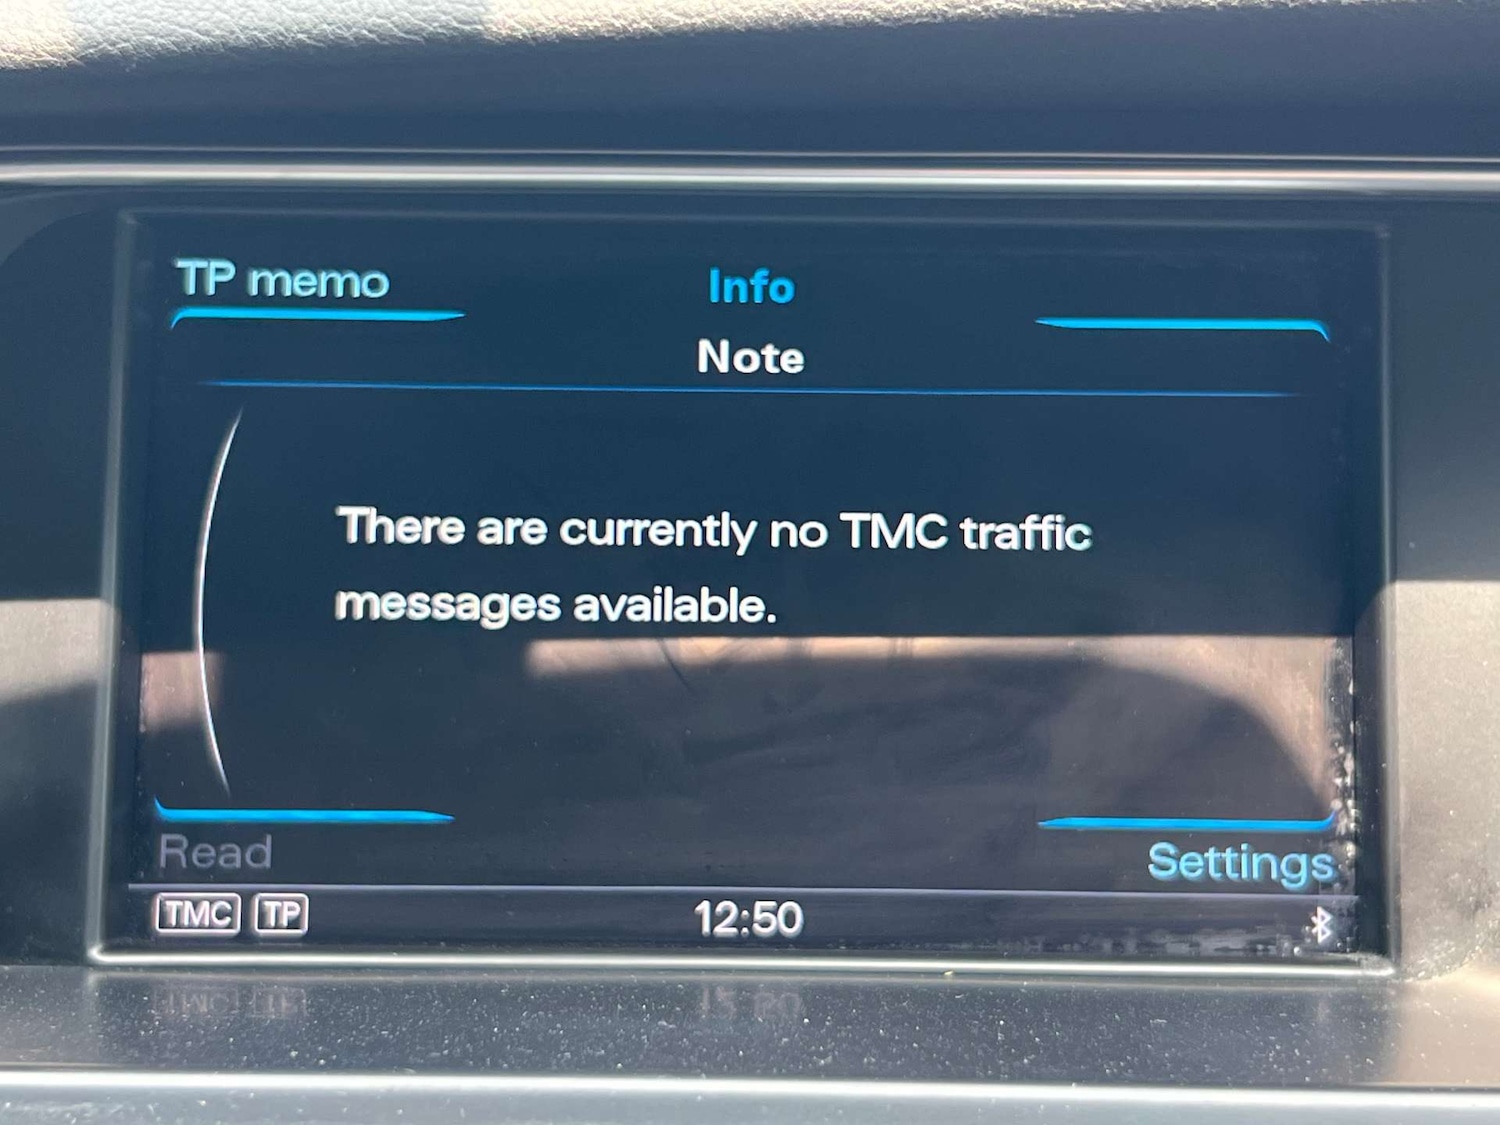 TP memo
Info
Note
There are currently no TMC traffic
messages available.
Read
Settings
TMC TP
12:50